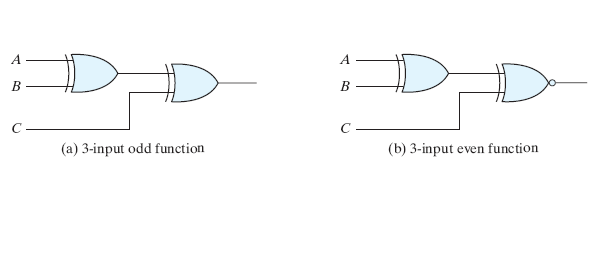 A
B
C
(a) 3-input odd function
A
B
C
(b) 3-input even function